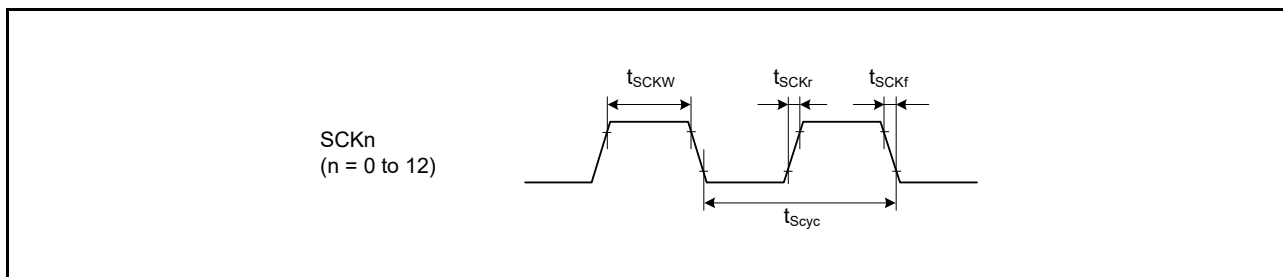 tSCKW
tSCKr
tSCKf
SCKn
(n = 0 to 12)
tScyc